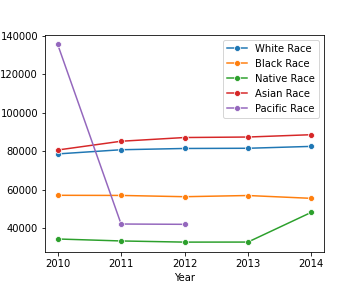 140000
120000
100000
80000
60000
40000
White Race
Black Race
Native Race
Asian Race
Pacific Race
2010 2011 2012 2013 2014
Year